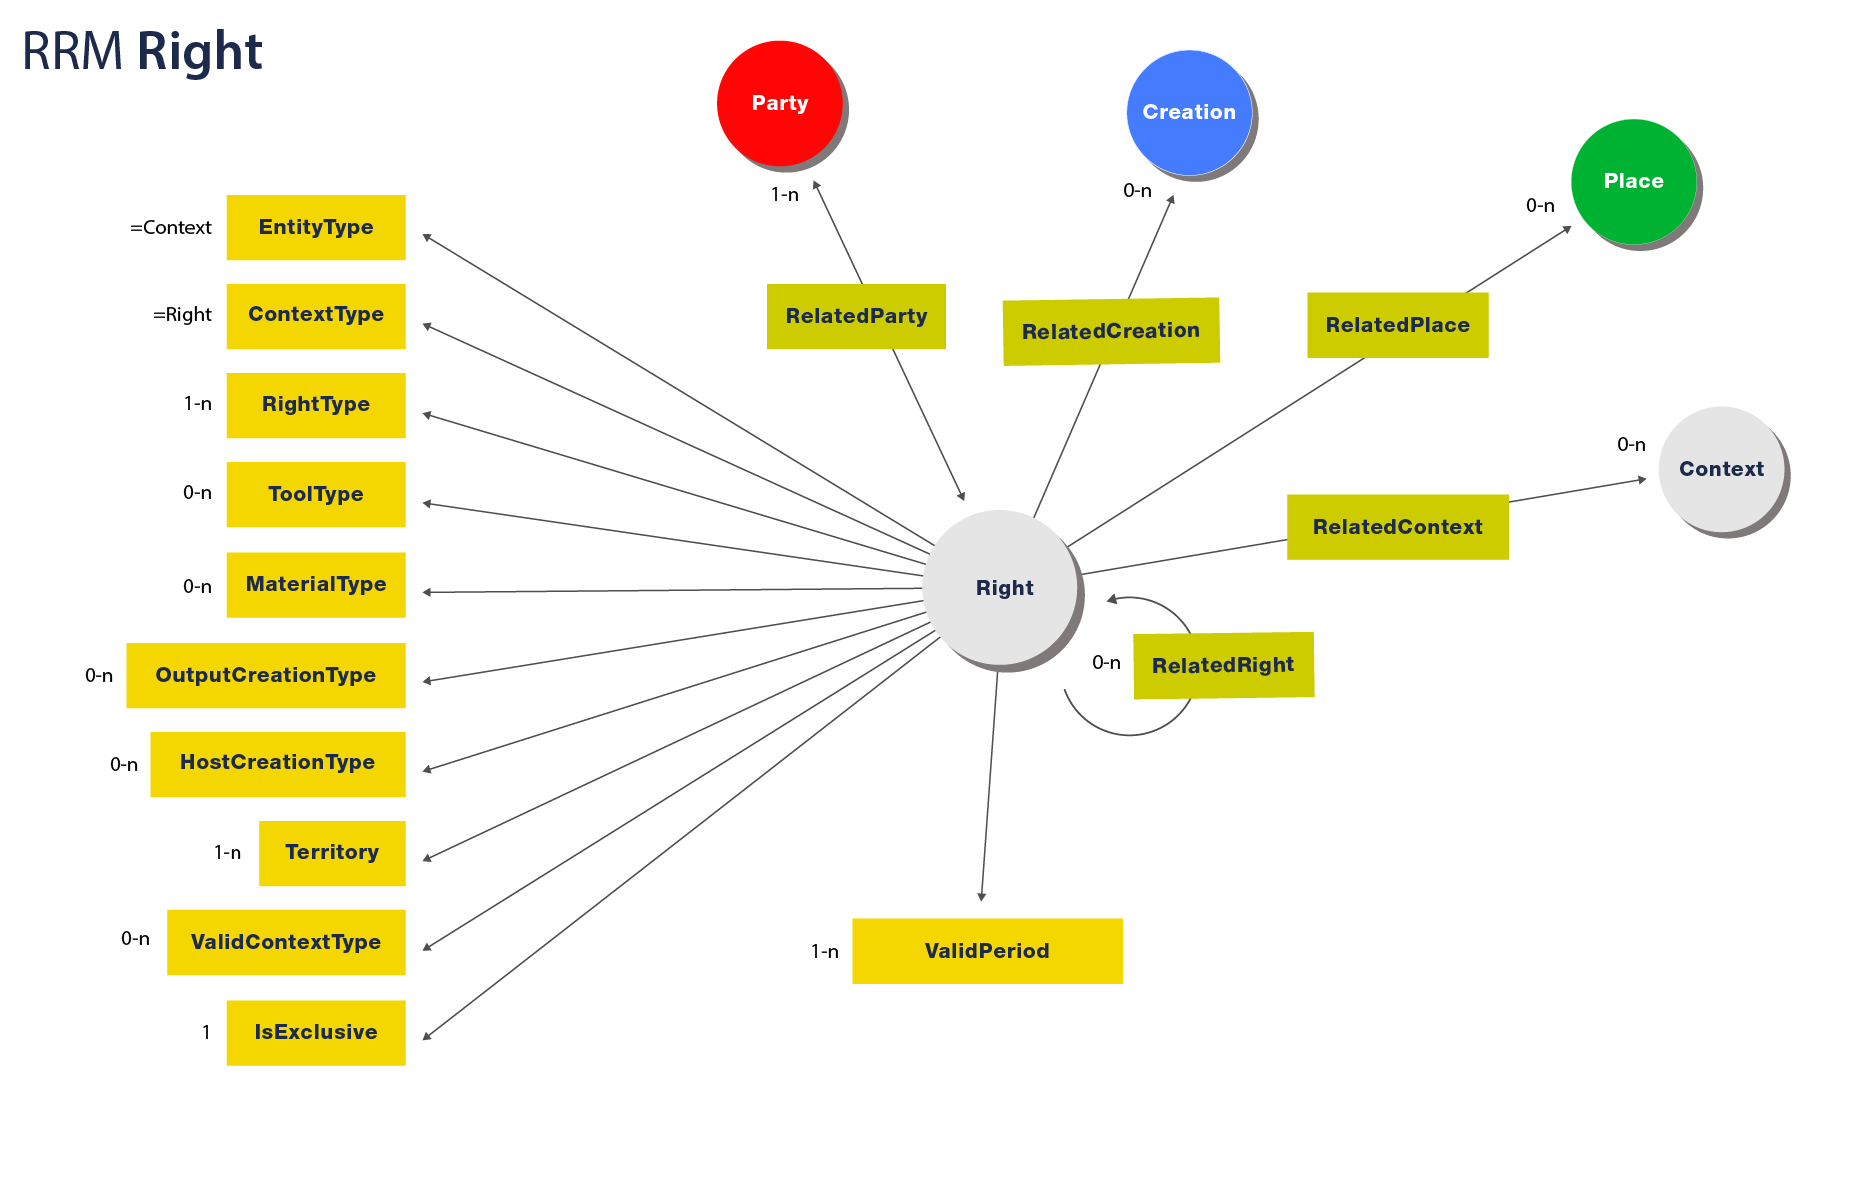 RRM Right
Party
Creation
Place
1-n
0-n
0-n
=Context
EntityType
=Right
ContextType
RelatedParty
RelatedCreation
RelatedPlace
1-n
RightType
0-n
Context
0-n
ToolType
RelatedContext
0-n
MaterialType
Right
0-n
RelatedRight
0-n
OutputCreationType
0-n
HostCreationType
1-n
Territory
0-n
ValidContextType
1-n
ValidPeriod
1
IsExclusive